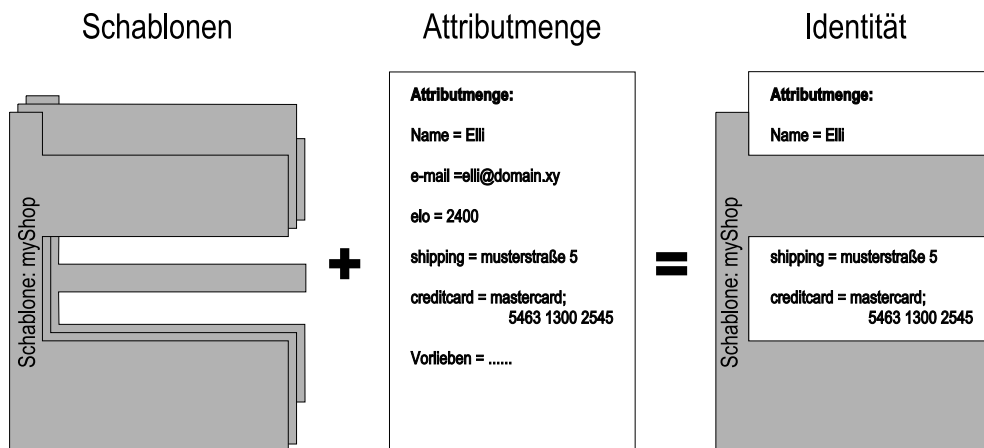 Schablonen
Attributmenge
Identität
Schablone: myShop
+
Attributmenge:
Name = Elli
e-mail =elli@domain.xy
elo = 2400
shipping = musterstraße 5
creditcard = mastercard;
5463 1300 2545
Vorlieben = ......
=
Schablone: myShop
Attributmenge:
Name = Elli
shipping = musterstraße 5
creditcard = mastercard;
5463 1300 2545